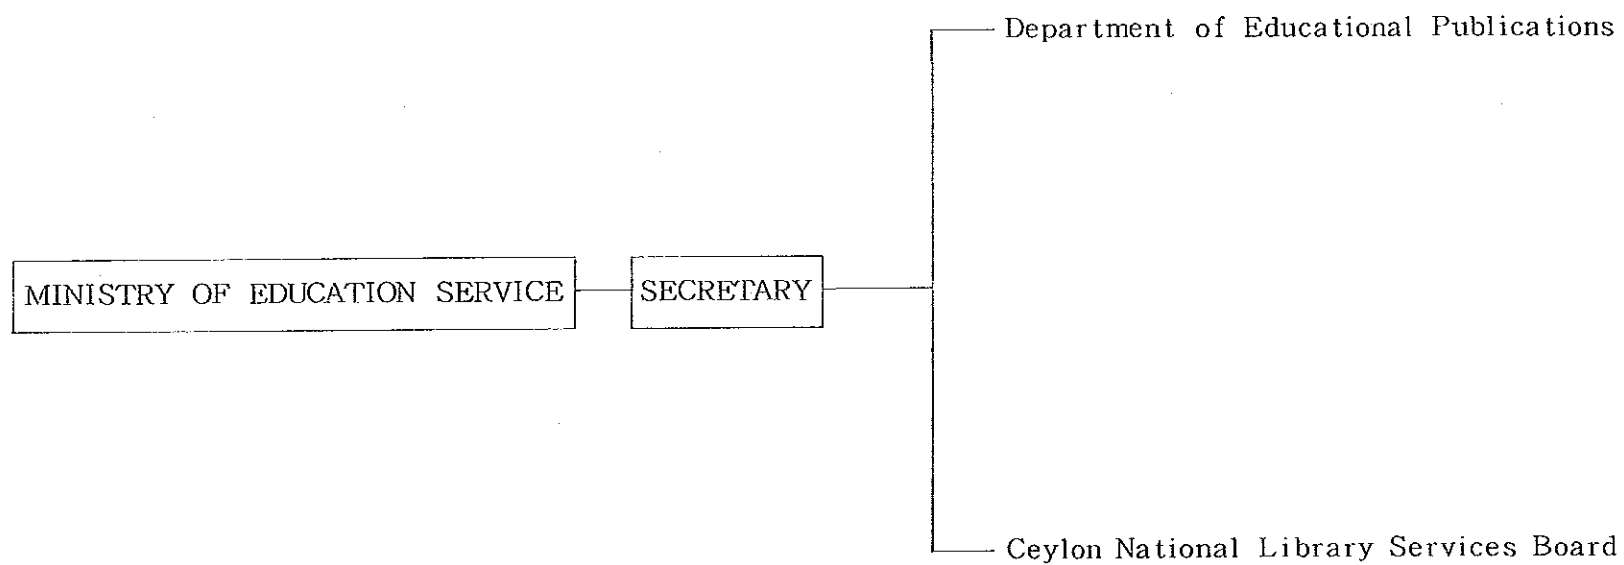 Department of Educational Publications
MINISTRY OF EDUCATION SERVICE
SECRETARY
Ceylon National Library Services Board